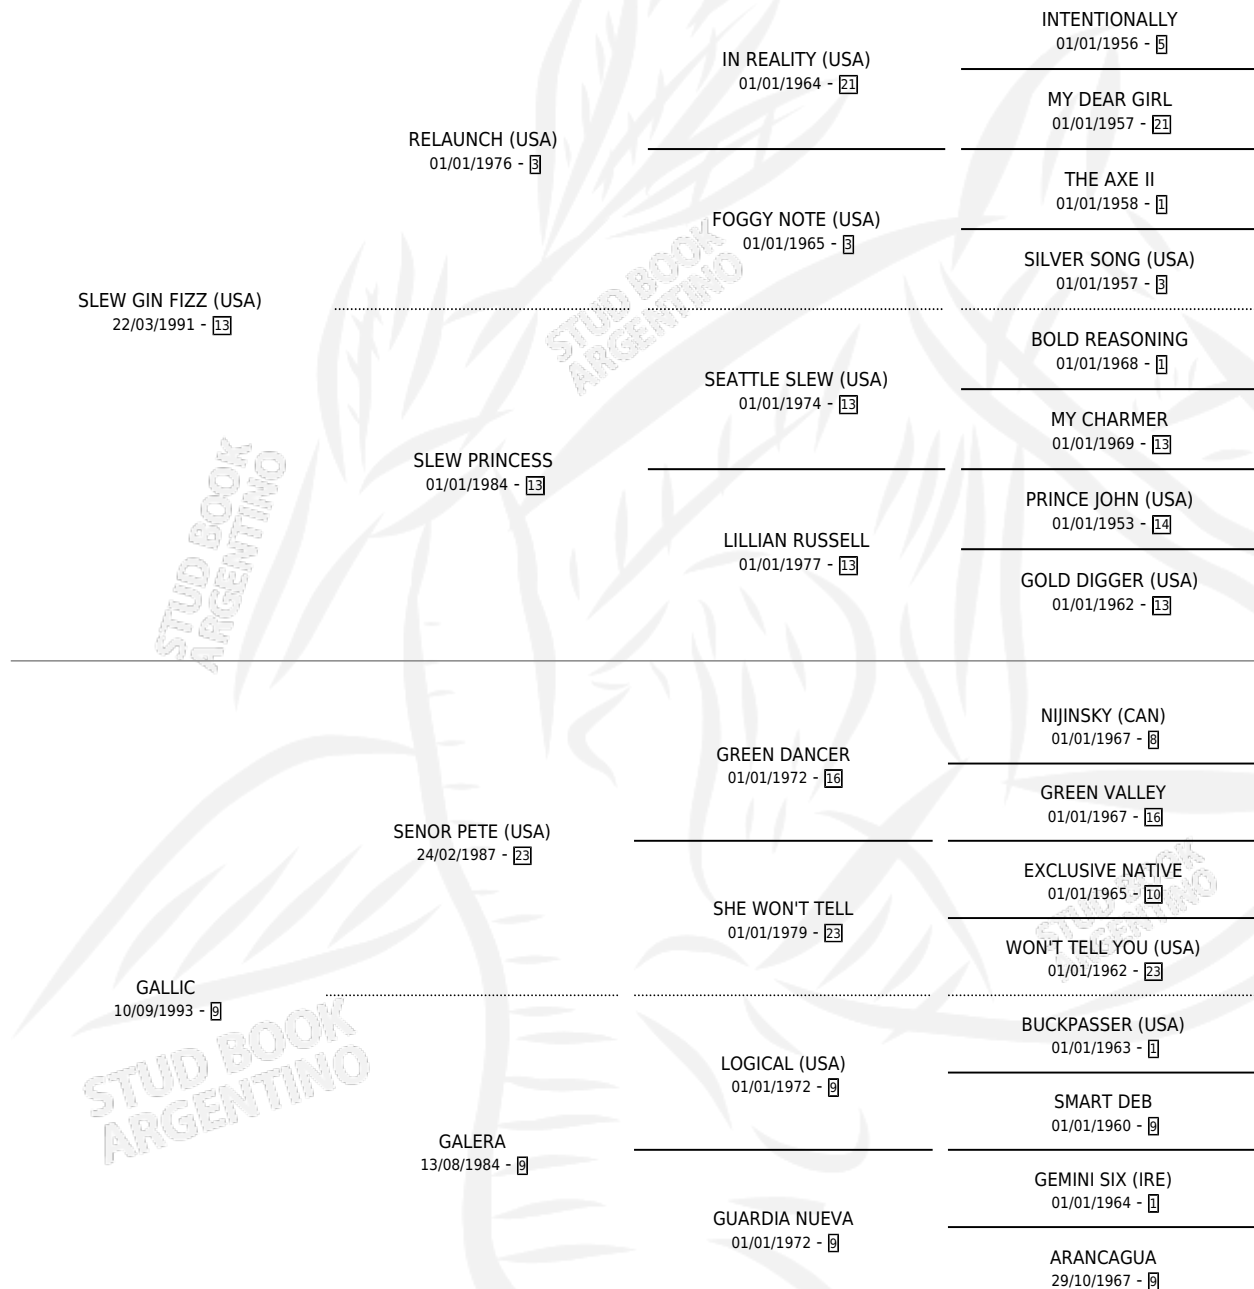 INTENTIONALLY
01/01/1956 - 5
IN REALITY (USA)
01/01/1964 - 21
MY DEAR GIRL
01/01/1957 - 21
RELAUNCH (USA)
01/01/1976 - 3
THE AXE II
01/01/1958 - 1
FOGGY NOTE (USA)
01/01/1965 - 3
SILVER SONG (USA)
01/01/1957 - 3
SLEW GIN FIZZ (USA)
22/03/1991 - 13
STUD BOOK
ARGENTINO
BOLD REASONING
01/01/1968 - 1
SEATTLE SLEW (USA)
01/01/1974 - 13
MY CHARMER
01/01/1969 - 13
SLEW PRINCESS
01/01/1984 - 13
PRINCE JOHN (USA)
01/01/1953 - 14
LILLIAN RUSSELL
01/01/1977 - 13
GOLD DIGGER (USA)
01/01/1962 - 13
STUD BOOK
ARGENTINO
NIJINSKY (CAN)
01/01/1967 - 8
GREEN DANCER
01/01/1972 - 16
GREEN VALLEY
01/01/1967 - 16
SENOR PETE (USA)
24/02/1987 - 23
EXCLUSIVE NATIVE
01/01/1965 - 10
SHE WON'T TELL
01/01/1979 - 23
WON'T TELL YOU (USA)
01/01/1962 - 23
STUD BOOK
ARGENTINO
GALLIC
10/09/1993 - 9
BUCKPASSER (USA)
01/01/1963 - 1
LOGICAL (USA)
01/01/1972 - 9
SMART DEB
01/01/1960 - 9
STUD BOOK
ARGENTINO
GALERA
13/08/1984 - 9
GEMINI SIX (IRE)
01/01/1964 - 1
GUARDIA NUEVA
01/01/1972 - 9
ARANCAGUA
29/10/1967 - 9